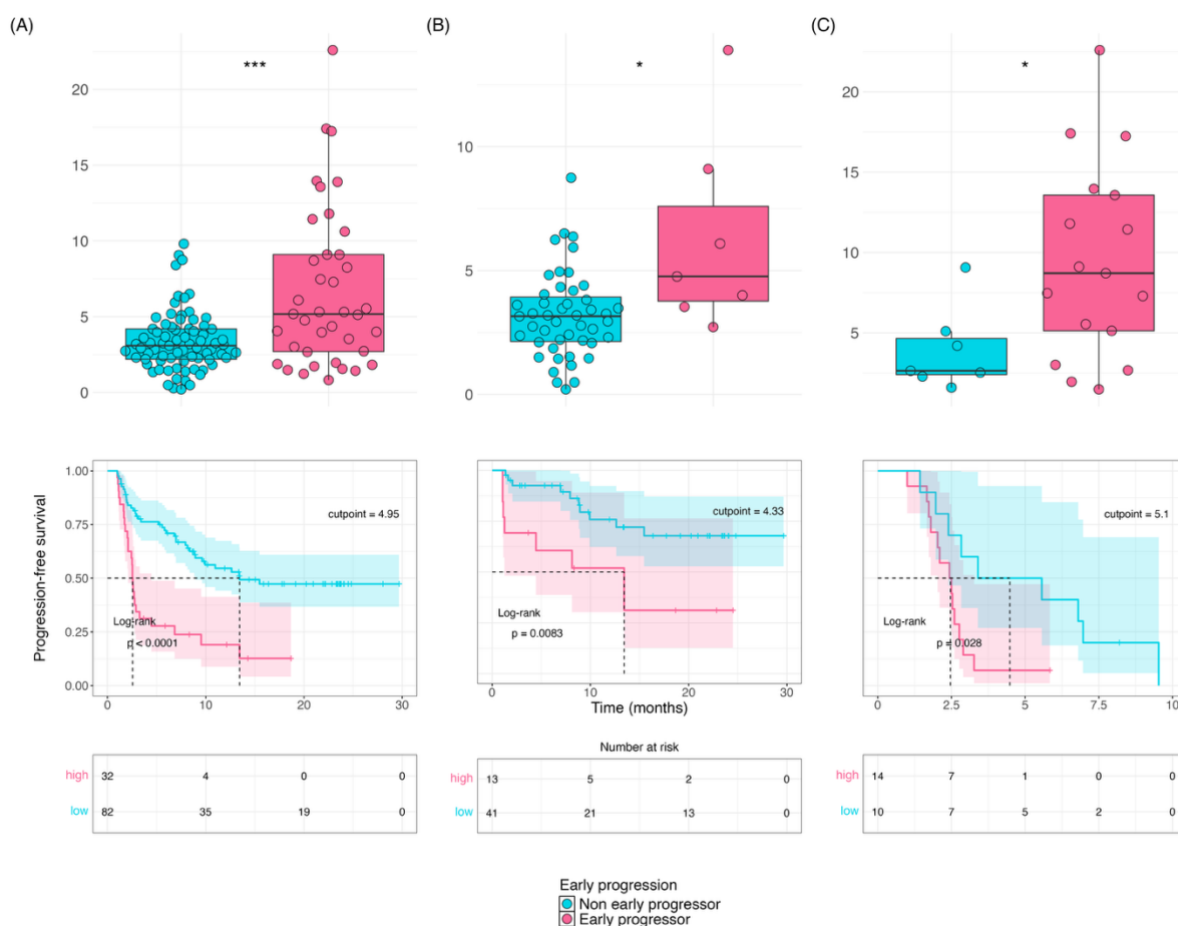 (A)
(B)
(C)
***
*
*
20
15
10
5
0
10
5
0
20
15
10
5
Progression-free survival
1.00
0.75
0.50
0.25
0.00
cutpoint = 4.95
Log-rank
p < 0.0001
0
10
20
30
cutpoint = 4.33
Log-rank
p = 0.0083
0
10
20
30
Time (months)
cutpoint = 5.1
Log-rank
p = 0.028
0
2.5
5
7.5
10
Number at risk
high 32 4 0 0
low 82 35 19 0
13 5 2 0
41 21 13 0
high 14 7 1 0 0
low 10 7 5 2 0
Early progression
Non early progressor
Early progressor